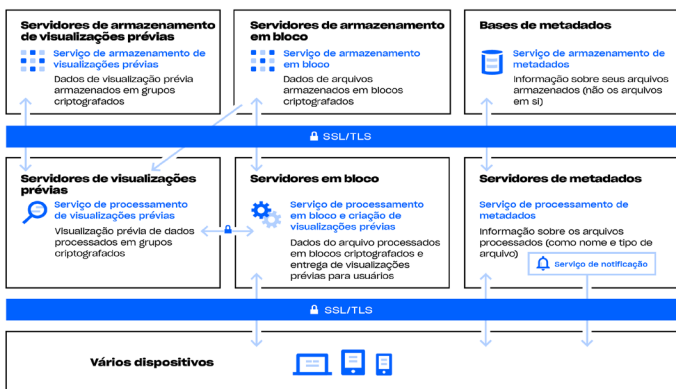 Servidores de armazenamento
de visualizações prévias
Serviço de armazenamento de
visualizações prévias
Dados de visualização prévia
armazenados em grupos
criptografados
Servidores de armazenamento
em bloco
Serviço de armazenamento
em bloco
Dados de arquivos
armazenados em blocos
criptografados
Bases de metadados
Serviço de armazenamento de
metadados
Informação sobre seus arquivos
armazenados (não os arquivos
em si)
SSL/TLS
Servidores de visualizações
prévias
Serviço de processamento
de visualizações prévias
Visualização prévia de dados
processados em grupos
criptografados
Servidores em bloco
Serviço de processamento
em bloco e criação de
visualizações prévias
Dados do arquivo processados
em blocos criptografados e
entrega de visualizações
prévias para usuários
Servidores de metadados
Serviço de processamento de
metadados
Informação sobre os arquivos
processados (como nome e tipo de
arquivo)
Serviço de notificação
SSL/TLS
Vários dispositivos